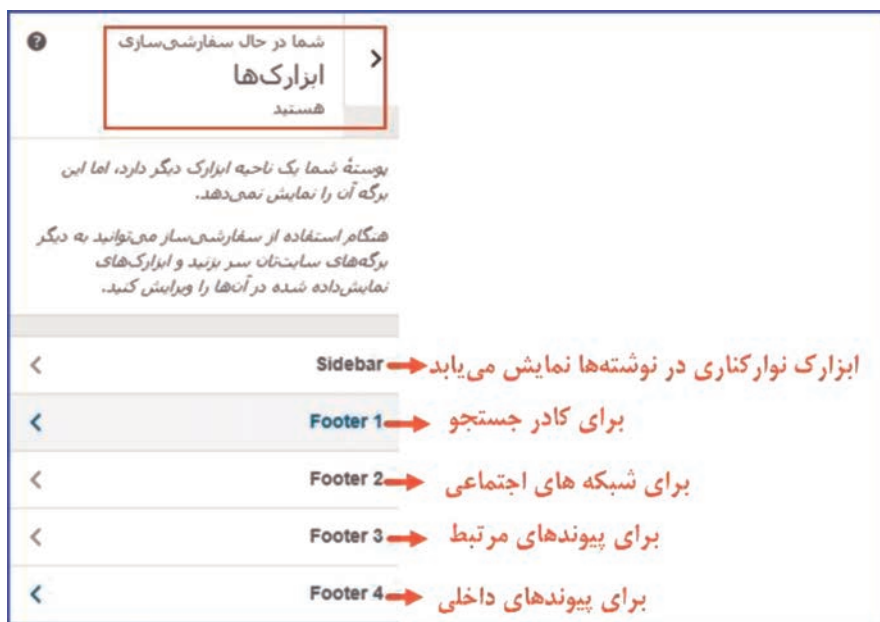 شما در حال سفارشی‌سازی
ابزارک‌ها
هستید
پوستهٔ شما یک ناحیه ابزارک دیگر دارد، اما این
برگه آن را نمایش نمی‌دهد.
هنگام استفاده از سفارشی‌ساز می‌توانید به دیگر
برگه‌های سایت‌تان سر بزنید و ابزارک‌های
نمایش‌داده شده در آن‌ها را ویرایش کنید.
Sidebar ابزارک نوارکناری در نوشته‌ها نمایش می‌یابد
Footer 1 برای کادر جستجو
Footer 2 برای شبکه های اجتماعی
Footer 3 برای پیوندهای مرتبط
Footer 4 برای پیوندهای داخلی